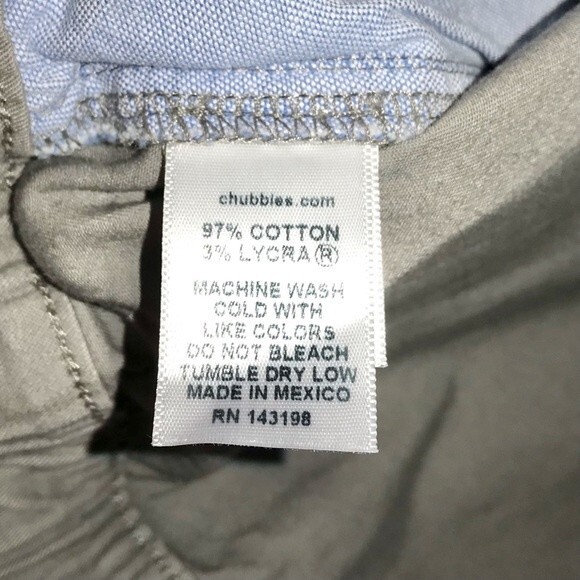 chubbies.com
97% COTTON
3% LYCRA®
MACHINE WASH
COLD WITH
LIKE COLORS
DO NOT BLEACH
TUMBLE DRY LOW
MADE IN MEXICO
RN 143198